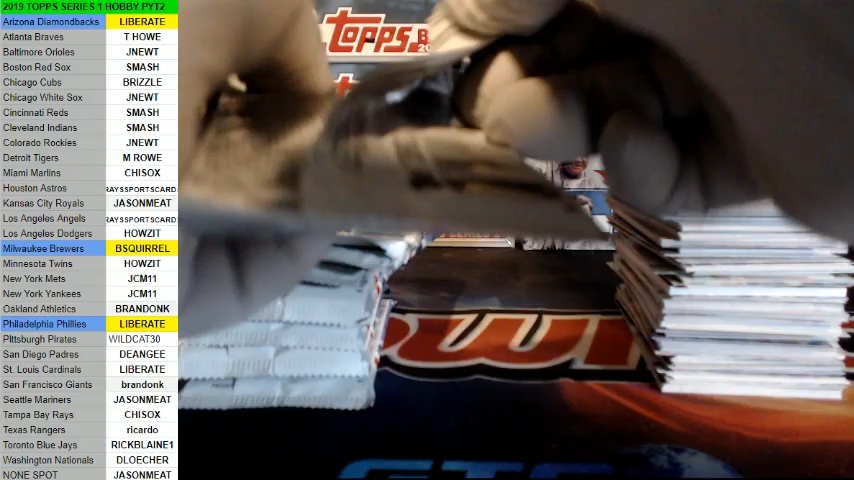 2019 TOPPS SERIES 1 HOBBY PYT2
Arizona Diamondbacks LIBERATE
Atlanta Braves T HOWE
Baltimore Orioles JNEWT
Boston Red Sox SMASH
Chicago Cubs BRIZZLE
Chicago White Sox JNEWT
Cincinnati Reds SMASH
Cleveland Indians SMASH
Colorado Rockies JNEWT
Detroit Tigers M ROWE
Miami Marlins CHISOX
Houston Astros RAYSSPORTSCARD
Kansas City Royals JASONMEAT
Los Angeles Angels RAYSSPORTSCARD
Los Angeles Dodgers HOWZIT
Milwaukee Brewers BSQUIRREL
Minnesota Twins HOWZIT
New York Mets JCM11
New York Yankees JCM11
Oakland Athletics BRANDONK
Philadelphia Phillies LIBERATE
Pittsburgh Pirates WILDCAT30
San Diego Padres DEANGEE
St. Louis Cardinals LIBERATE
San Francisco Giants brandonk
Seattle Mariners JASONMEAT
Tampa Bay Rays CHISOX
Texas Rangers ricardo
Toronto Blue Jays RICKBLAINE1
Washington Nationals DLOECHER
NONE SPOT JASONMEAT
topps